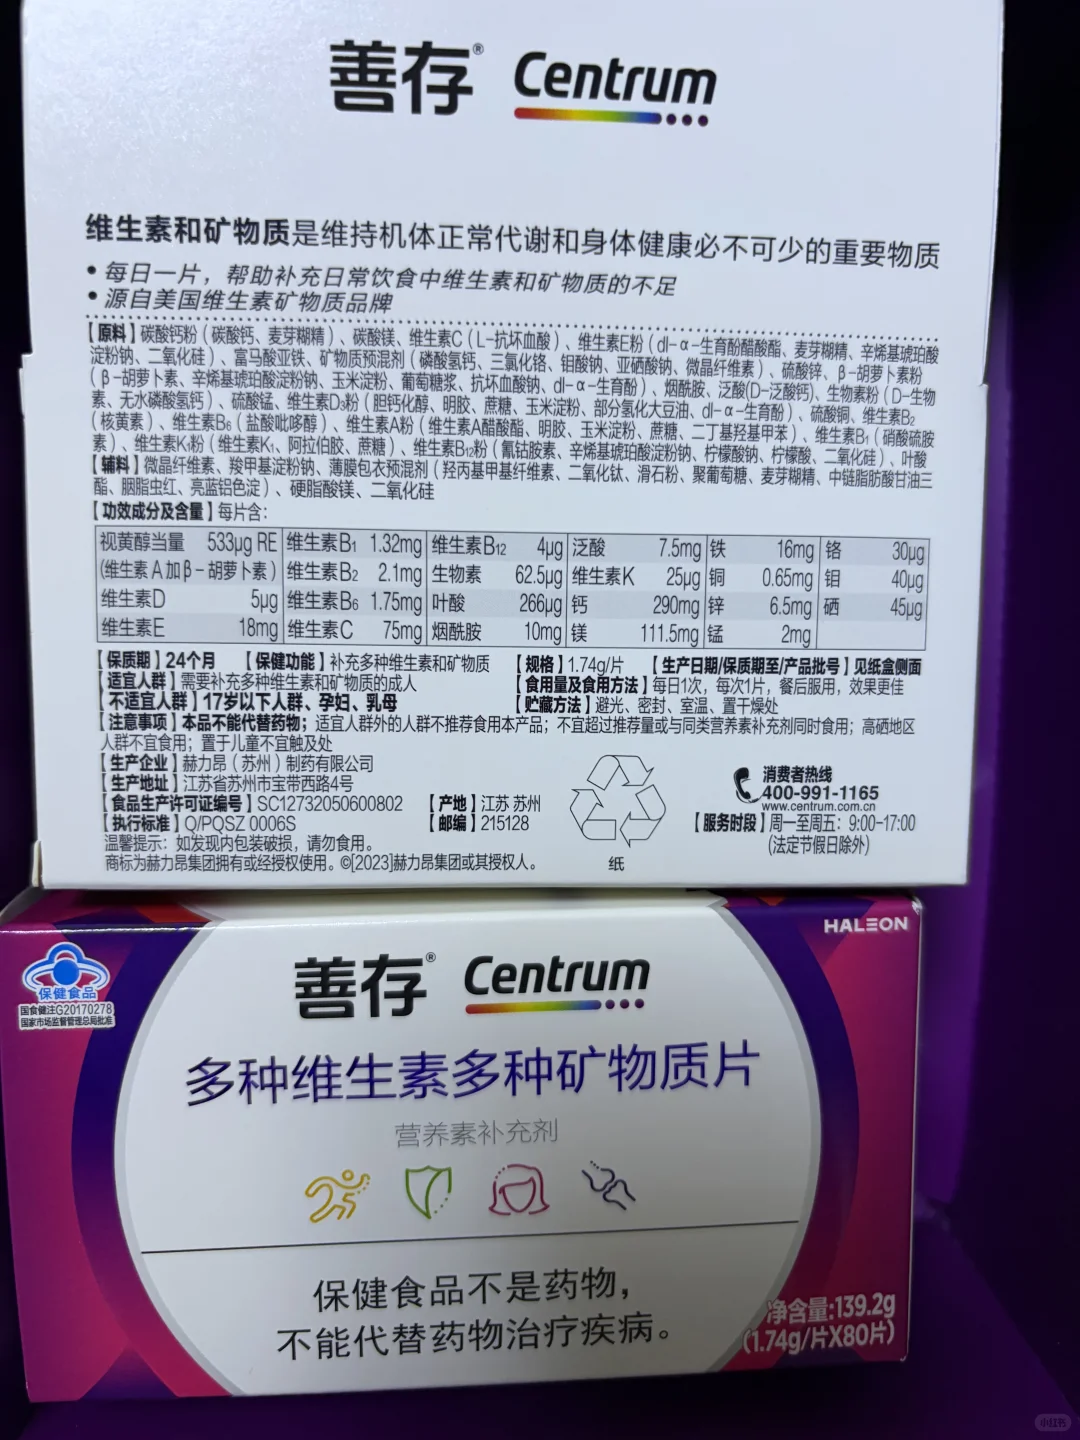 善存® Centrum
维生素和矿物质是维持机体正常代谢和身体健康必不可少的重要物质
• 每日一片，帮助补充日常饮食中维生素和矿物质的不足
• 源自美国维生素矿物质品牌
【原料】碳酸钙粉（碳酸钙、麦芽糊精）、碳酸镁、维生素C（L-抗坏血酸）、维生素E粉（dl-α-生育酚醋酸酯、麦芽糊精、辛烯基琥珀酸
淀粉钠、二氧化硅）、富马酸亚铁、矿物质预混剂（磷酸氢钙、三氯化铬、钼酸钠、亚硒酸钠、微晶纤维素）、硫酸锌、β-胡萝卜素粉
（β-胡萝卜素、辛烯基琥珀酸淀粉钠、玉米淀粉、葡萄糖浆、抗坏血酸钠、dl-α-生育酚）、烟酰胺、泛酸(D-泛酸钙)、生物素粉（D-生物
素、无水磷酸氢钙）、硫酸锰、维生素D₃粉（胆钙化醇、明胶、蔗糖、玉米淀粉、部分氢化大豆油、dl-α-生育酚）、硫酸铜、维生素B₂
（核黄素）、维生素B₆（盐酸吡哆醇）、维生素A粉（维生素A醋酸酯、明胶、玉米淀粉、蔗糖、二丁基羟基甲苯）、维生素B₁（硝酸硫胺
素）、维生素K₁粉（维生素K₁、阿拉伯胶、蔗糖）、维生素B₁₂粉（氰钴胺素、辛烯基琥珀酸淀粉钠、柠檬酸钠、柠檬酸、二氧化硅）、叶酸
【辅料】微晶纤维素、羧甲基淀粉钠、薄膜包衣预混剂（羟丙基甲基纤维素、二氧化钛、滑石粉、聚葡萄糖、麦芽糊精、中链脂肪酸甘油三
酯、胭脂虫红、亮蓝铝色淀）、硬脂酸镁、二氧化硅
【功效成分及含量】每片含：
视黄醇当量 533μg RE 维生素B₁ 1.32mg 维生素B₁₂ 4μg 泛酸 7.5mg 铁 16mg 铬 30μg
(维生素A加β-胡萝卜素) 维生素B₂ 2.1mg 生物素 62.5μg 维生素K 25μg 铜 0.65mg 钼 40μg
维生素D 5μg 维生素B₆ 1.75mg 叶酸 266μg 钙 290mg 锌 6.5mg 硒 45μg
维生素E 18mg 维生素C 75mg 烟酰胺 10mg 镁 111.5mg 锰 2mg
【保质期】24个月 【保健功能】补充多种维生素和矿物质 【规格】1.74g/片 【生产日期/保质期至/产品批号】见纸盒侧面
【适宜人群】需要补充多种维生素和矿物质的成人 【食用量及食用方法】每日1次，每次1片，餐后服用，效果更佳
【不适宜人群】17岁以下人群、孕妇、乳母 【贮藏方法】避光、密封、室温、置干燥处
【注意事项】本品不能代替药物；适宜人群外的人群不推荐食用本产品；不宜超过推荐量或与同类营养素补充剂同时食用；高硒地区
人群不宜食用；置于儿童不宜触及处
【生产企业】赫力昂（苏州）制药有限公司
【生产地址】江苏省苏州市宝带西路4号
【食品生产许可证编号】SC12732050600802 【产地】江苏 苏州
【执行标准】Q/PQSZ 0006S 【邮编】215128
温馨提示：如发现内包装破损，请勿食用。
商标为赫力昂集团拥有或经授权使用。©[2023]赫力昂集团或其授权人。
纸
消费者热线
400-991-1165
www.centrum.com.cn
【服务时段】周一至周五：9:00-17:00
(法定节假日除外)
HALEON
保健食品
国食健注G20170278
国家市场监督管理总局批准
善存® Centrum
多种维生素多种矿物质片
营养素补充剂
保健食品不是药物，
不能代替药物治疗疾病。
净含量:139.2g
(1.74g/片X80片)
小红书